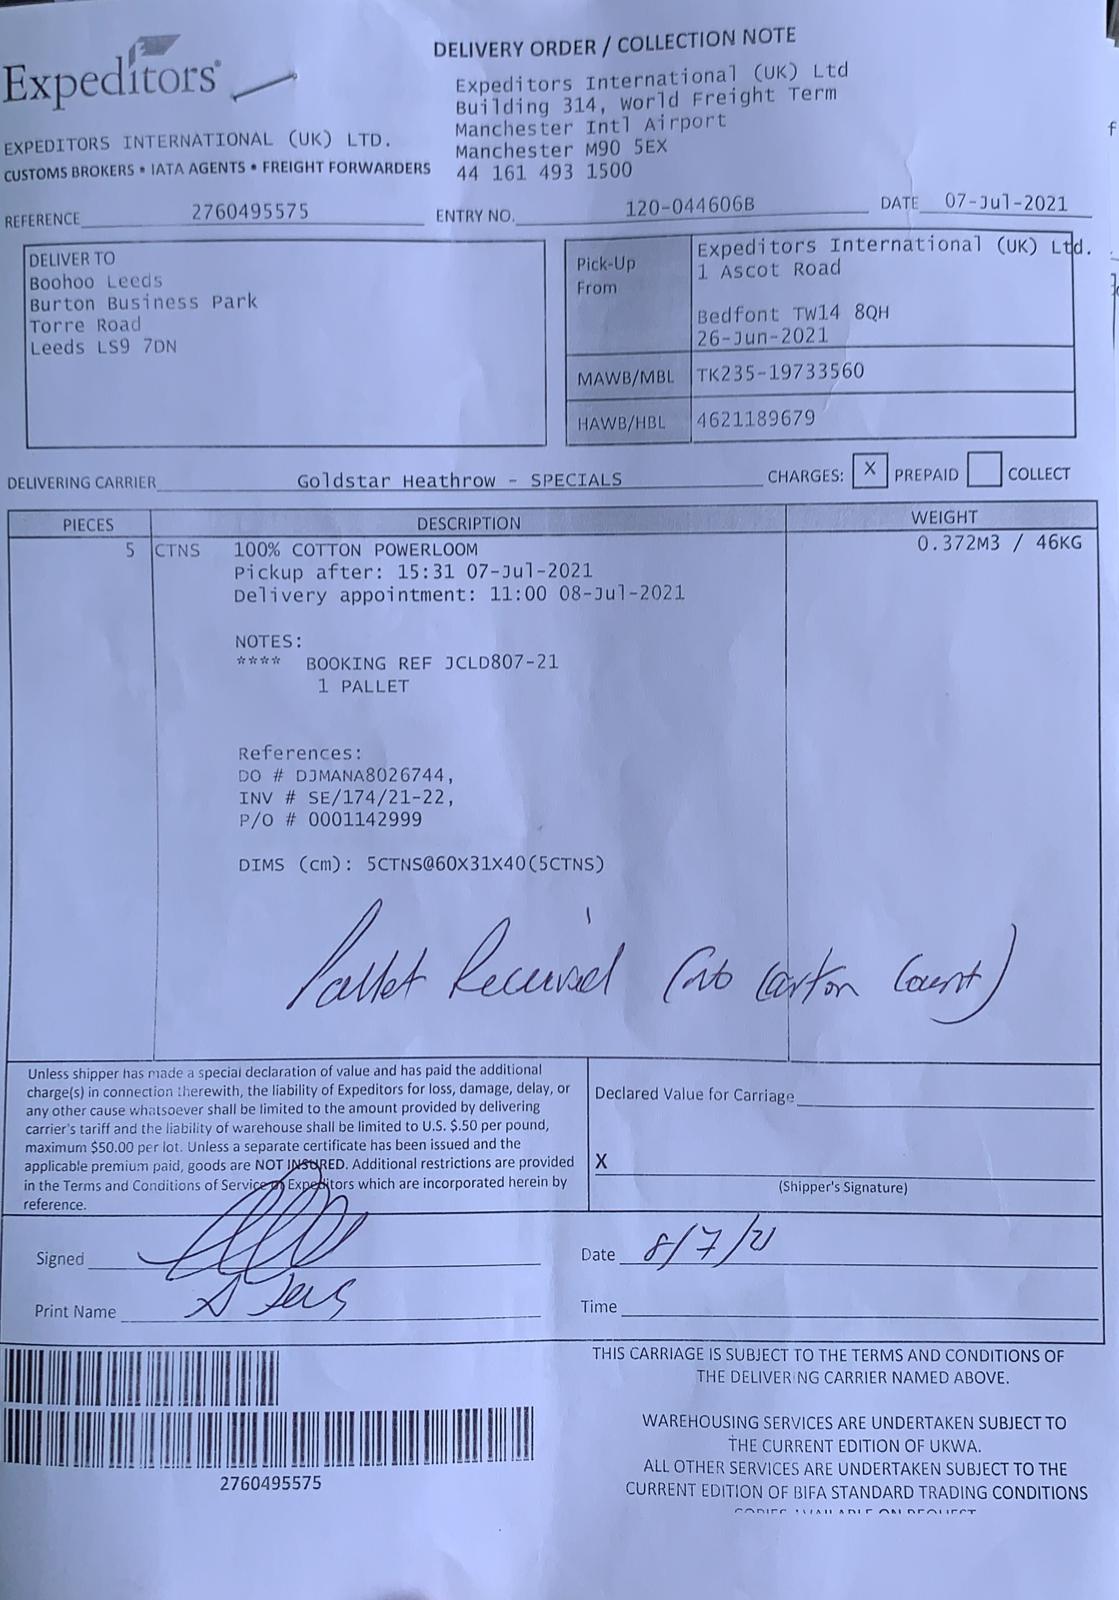 Expeditors®
DELIVERY ORDER / COLLECTION NOTE
Expeditors International (UK) Ltd
Building 314, World Freight Term
Manchester Intl Airport
Manchester M90 5EX
44 161 493 1500
EXPEDITORS INTERNATIONAL (UK) LTD.
CUSTOMS BROKERS • IATA AGENTS • FREIGHT FORWARDERS
REFERENCE 2760495575 ENTRY NO. 120-044606B DATE 07-Jul-2021
DELIVER TO
Boohoo Leeds
Burton Business Park
Torre Road
Leeds LS9 7DN
Pick-Up
From
Expeditors International (UK) Ltd.
1 Ascot Road
Bedfont TW14 8QH
26-Jun-2021
MAWB/MBL TK235-19733560
HAWB/HBL 4621189679
DELIVERING CARRIER Goldstar Heathrow - SPECIALS CHARGES: X PREPAID COLLECT
PIECES DESCRIPTION WEIGHT
5 CTNS 100% COTTON POWERLOOM 0.372M3 / 46KG
Pickup after: 15:31 07-Jul-2021
Delivery appointment: 11:00 08-Jul-2021
NOTES:
**** BOOKING REF JCLD807-21
1 PALLET
References:
DO # DJMANA8026744,
INV # SE/174/21-22,
P/O # 0001142999
DIMS (cm): 5CTNS@60X31X40(5CTNS)
Pallet Received (No Carton Count)
Unless shipper has made a special declaration of value and has paid the additional
charge(s) in connection therewith, the liability of Expeditors for loss, damage, delay, or
any other cause whatsoever shall be limited to the amount provided by delivering
carrier's tariff and the liability of warehouse shall be limited to U.S. $.50 per pound,
maximum $50.00 per lot. Unless a separate certificate has been issued and the
applicable premium paid, goods are NOT INSURED. Additional restrictions are provided
in the Terms and Conditions of Service of Expeditors which are incorporated herein by
reference.
Declared Value for Carriage
X
(Shipper's Signature)
Signed
Date 8/7/21
Print Name
Time
2760495575
THIS CARRIAGE IS SUBJECT TO THE TERMS AND CONDITIONS OF
THE DELIVERING CARRIER NAMED ABOVE.
WAREHOUSING SERVICES ARE UNDERTAKEN SUBJECT TO
THE CURRENT EDITION OF UKWA.
ALL OTHER SERVICES ARE UNDERTAKEN SUBJECT TO THE
CURRENT EDITION OF BIFA STANDARD TRADING CONDITIONS
COPIES AVAILABLE ON REQUEST